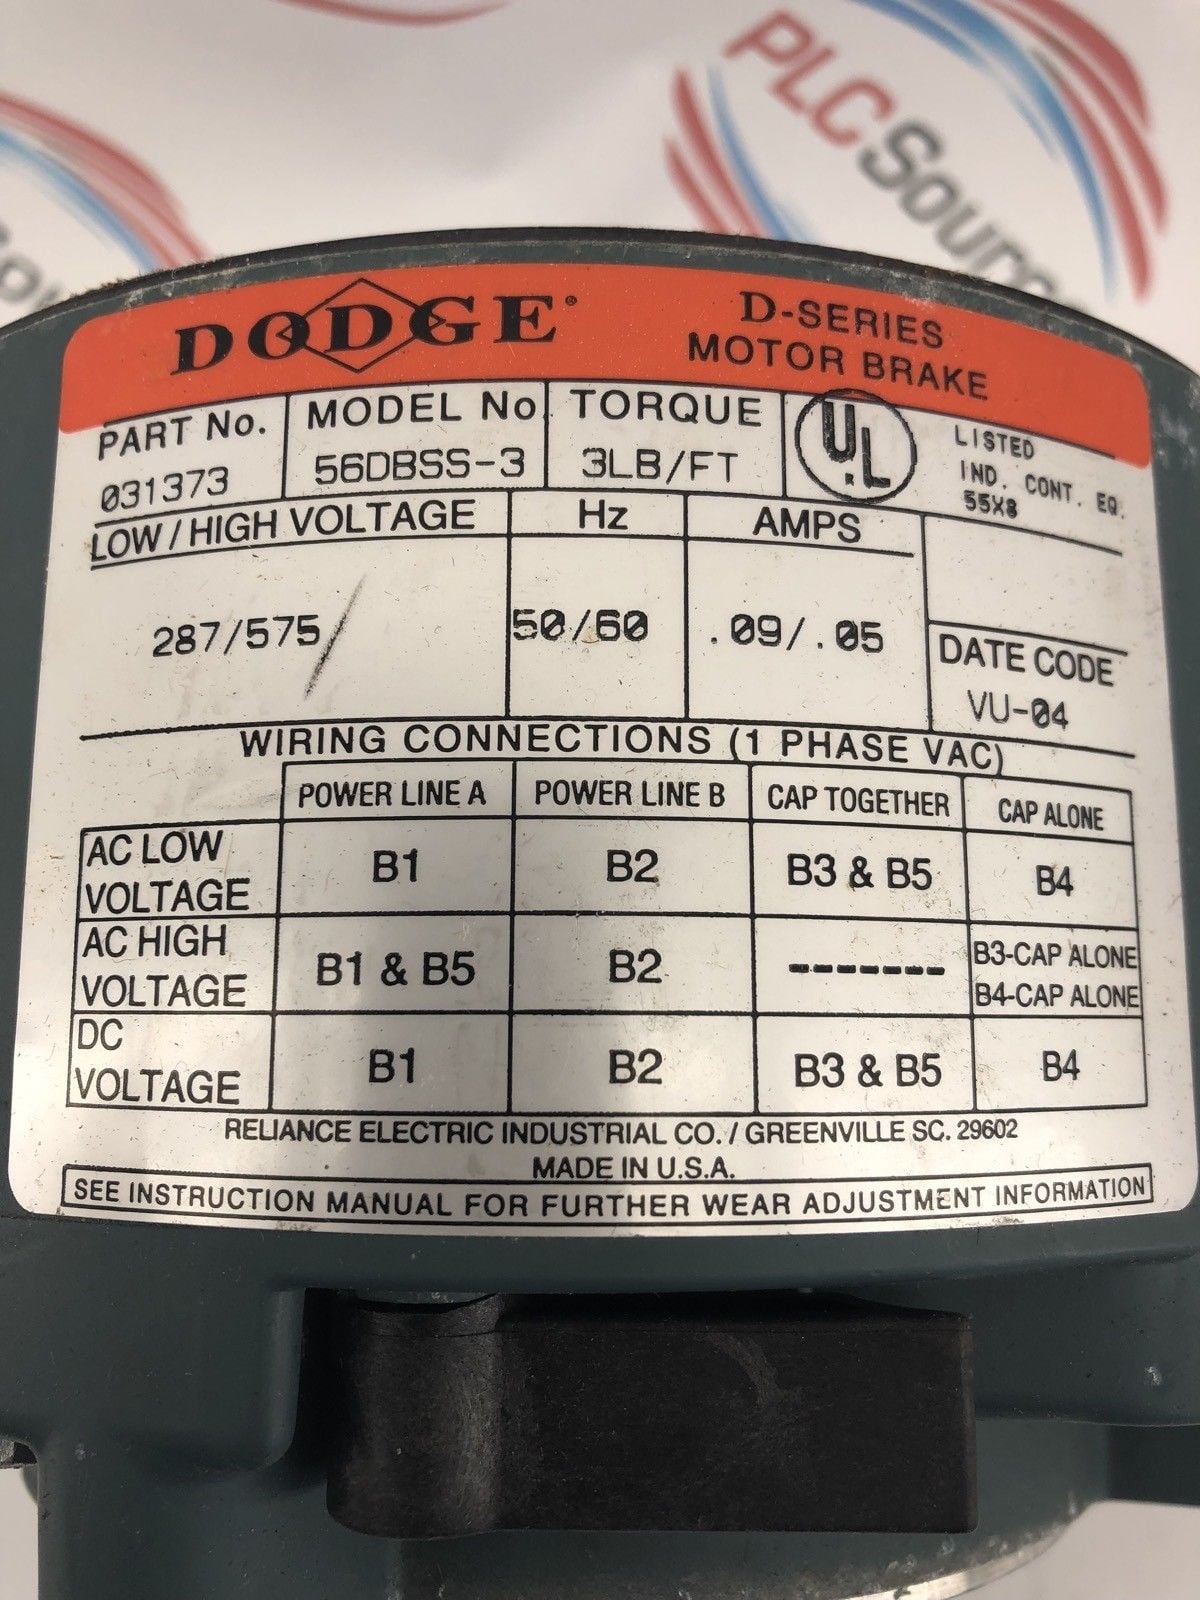 PLCSource
DODGE®
D-SERIES
MOTOR BRAKE
PART No.
031373
MODEL No
56DBSS-3
TORQUE
3LB/FT
UL
R
LISTED
IND. CONT. EQ.
55X8
LOW/HIGH VOLTAGE
287/575/
Hz
50/60
AMPS
.09/.05
DATE CODE
VU-04
WIRING CONNECTIONS (1 PHASE VAC)
POWER LINE A POWER LINE B CAP TOGETHER CAP ALONE
AC LOW
VOLTAGE
B1 B2 B3 & B5 B4
AC HIGH
VOLTAGE
B1 & B5 B2 -------
B3-CAP ALONE
B4-CAP ALONE
DC
VOLTAGE
B1 B2 B3 & B5 B4
RELIANCE ELECTRIC INDUSTRIAL CO. / GREENVILLE SC. 29602
MADE IN U.S.A.
SEE INSTRUCTION MANUAL FOR FURTHER WEAR ADJUSTMENT INFORMATION